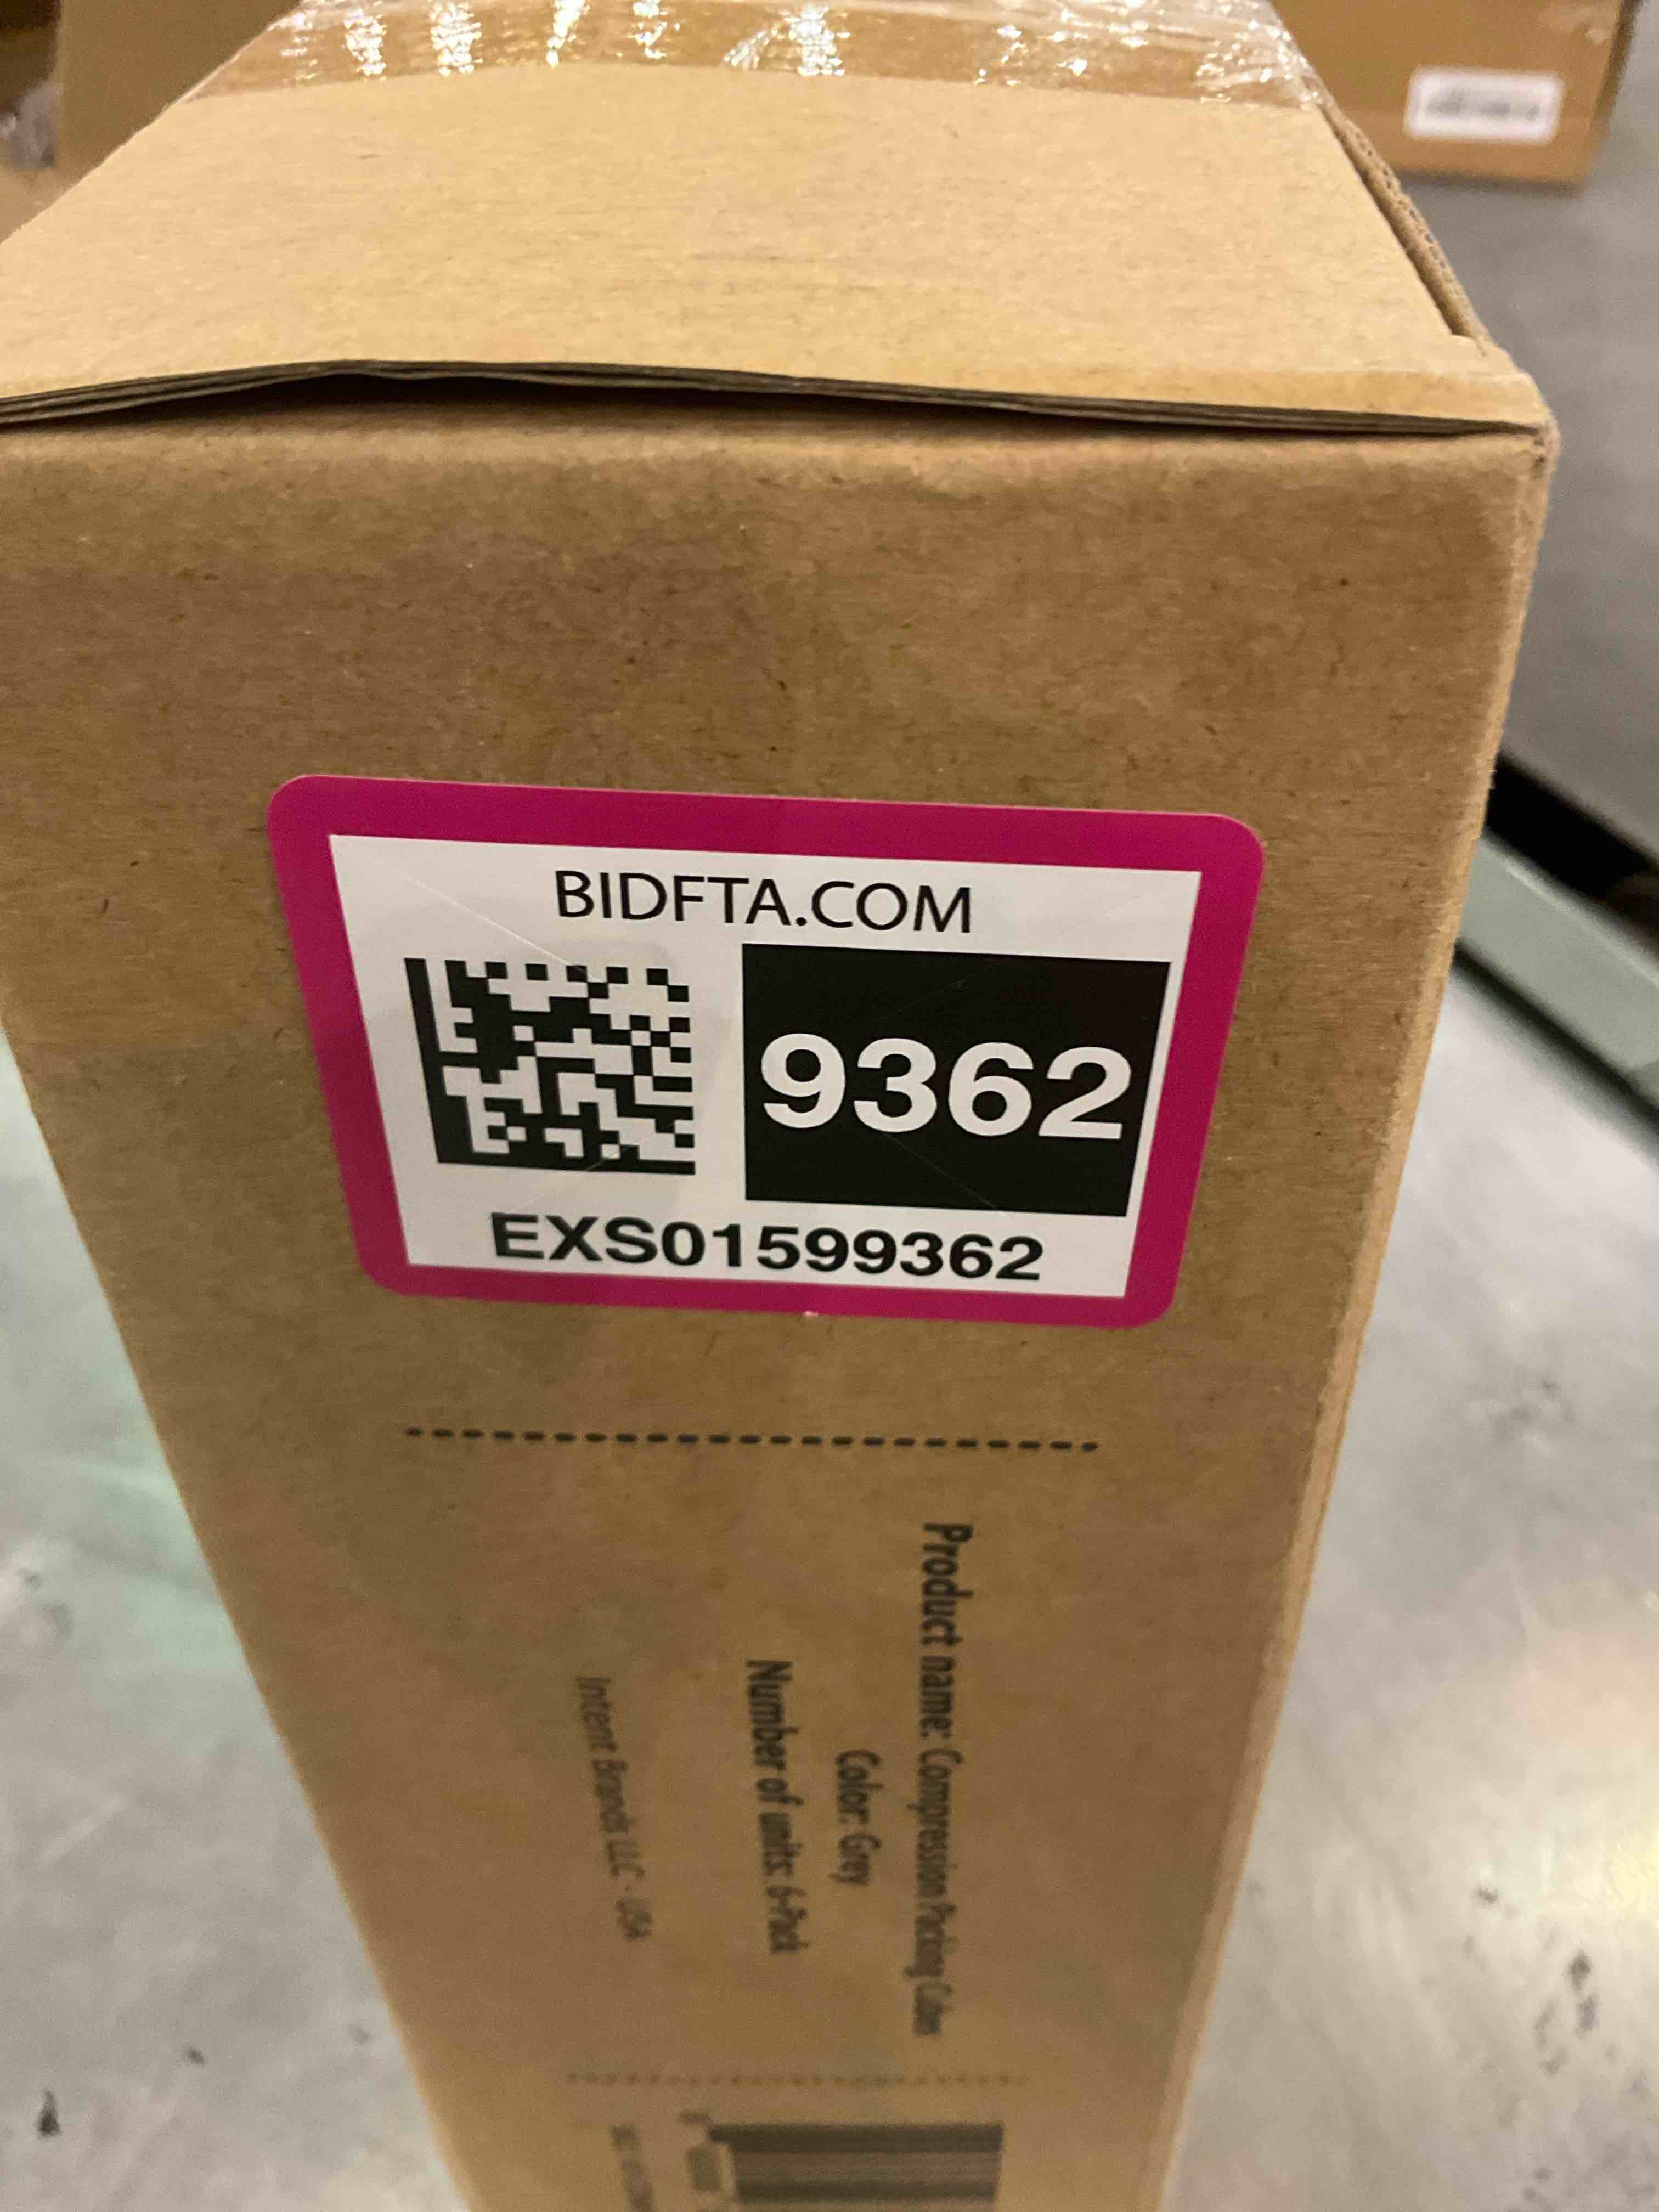 BIDFTA.COM
9362
EXS01599362
Product name: Compression Packing Cubes
Color: Grey
Number of units: 6-Pack
Intent Brands LLC - USA